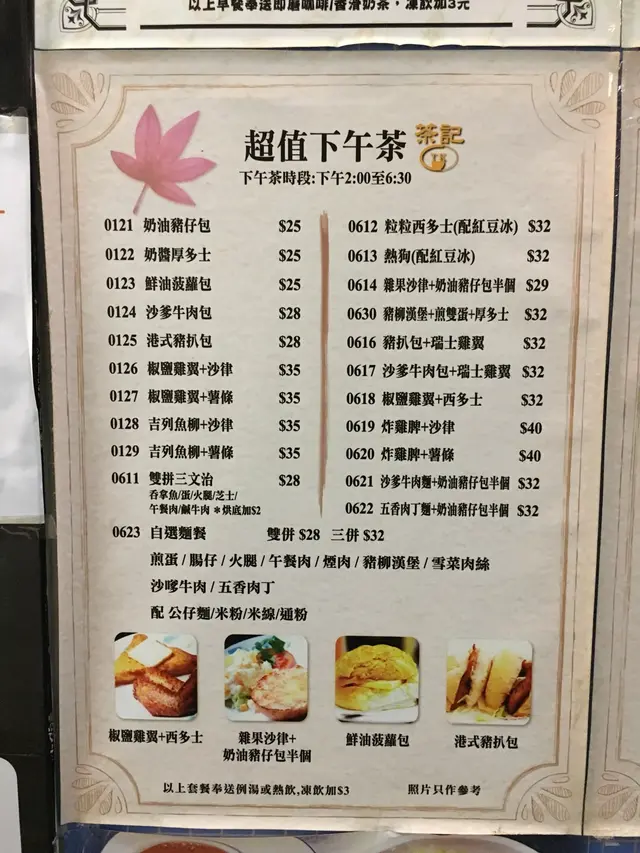 以上早餐奉送即磨咖啡/香滑奶茶，凍飲加3元
超值下午茶 茶記
下午茶時段:下午2:00至6:30
0121 奶油豬仔包 $25
0122 奶醬厚多士 $25
0123 鮮油菠蘿包 $25
0124 沙爹牛肉包 $28
0125 港式豬扒包 $28
0126 椒鹽雞翼+沙律 $35
0127 椒鹽雞翼+薯條 $35
0128 吉列魚柳+沙律 $35
0129 吉列魚柳+薯條 $35
0611 雙拼三文治 $28
吞拿魚/蛋/火腿/芝士/
午餐肉/鹹牛肉 *烘底加$2
0612 粒粒西多士(配紅豆冰) $32
0613 熱狗(配紅豆冰) $32
0614 雜果沙律+奶油豬仔包半個 $29
0630 豬柳漢堡+煎雙蛋+厚多士 $32
0616 豬扒包+瑞士雞翼 $32
0617 沙爹牛肉包+瑞士雞翼 $32
0618 椒鹽雞翼+西多士 $32
0619 炸雞脾+沙律 $40
0620 炸雞脾+薯條 $40
0621 沙爹牛肉麵+奶油豬仔包半個 $32
0622 五香肉丁麵+奶油豬仔包半個 $32
0623 自選麵餐 雙併 $28 三併 $32
煎蛋/腸仔/火腿/午餐肉/煙肉/豬柳漢堡/雪菜肉絲
沙嗲牛肉/五香肉丁
配 公仔麵/米粉/米線/通粉
椒鹽雞翼+西多士
雜果沙律+
奶油豬仔包半個
鮮油菠蘿包
港式豬扒包
以上套餐奉送例湯或熱飲,凍飲加$3 照片只作參考